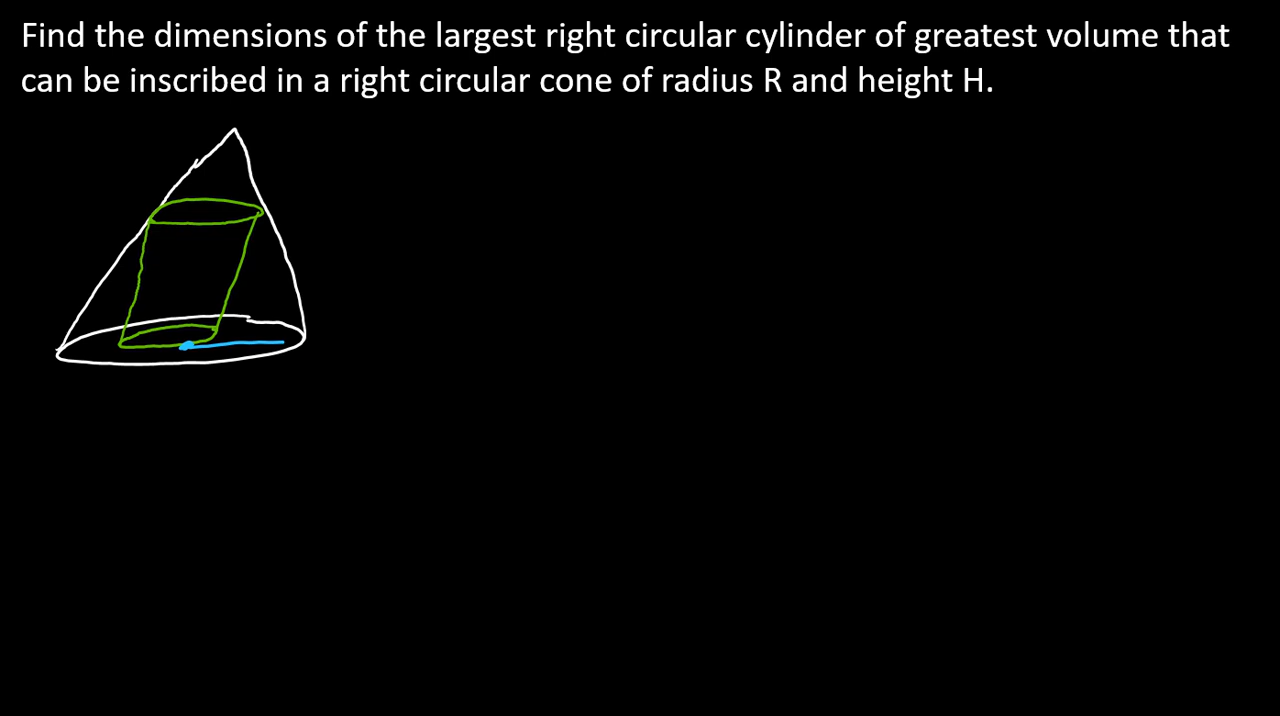 Find the dimensions of the largest right circular cylinder of greatest volume that
can be inscribed in a right circular cone of radius R and height H.